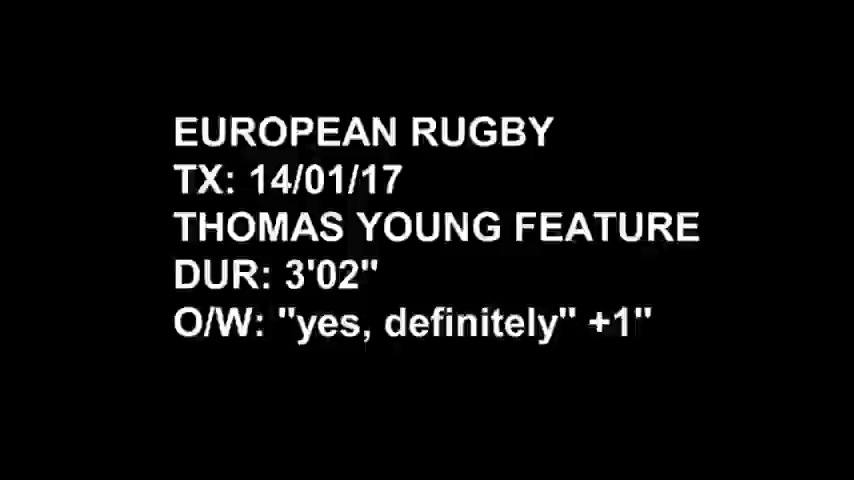 EUROPEAN RUGBY
TX: 14/01/17
THOMAS YOUNG FEATURE
DUR: 3'02"
O/W: "yes, definitely" +1"